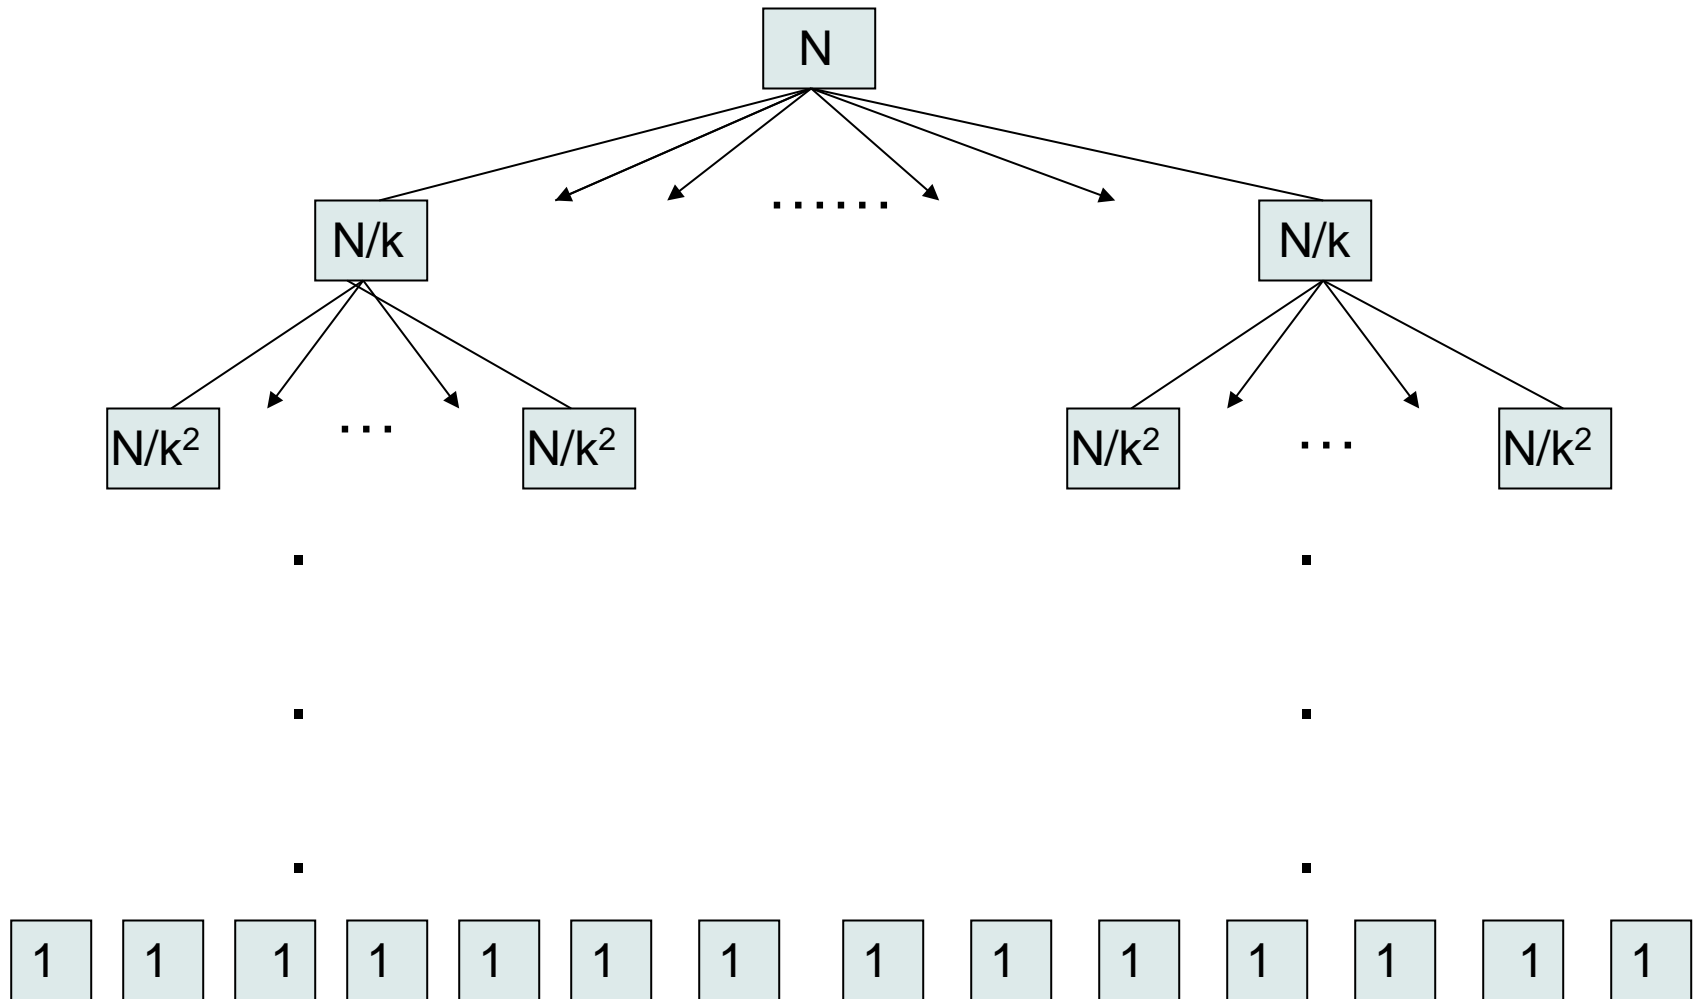 N
......
N/k N/k
N/k² ... N/k² N/k² ... N/k²
. .
. .
. .
1 1 1 1 1 1 1 1 1 1 1 1 1 1